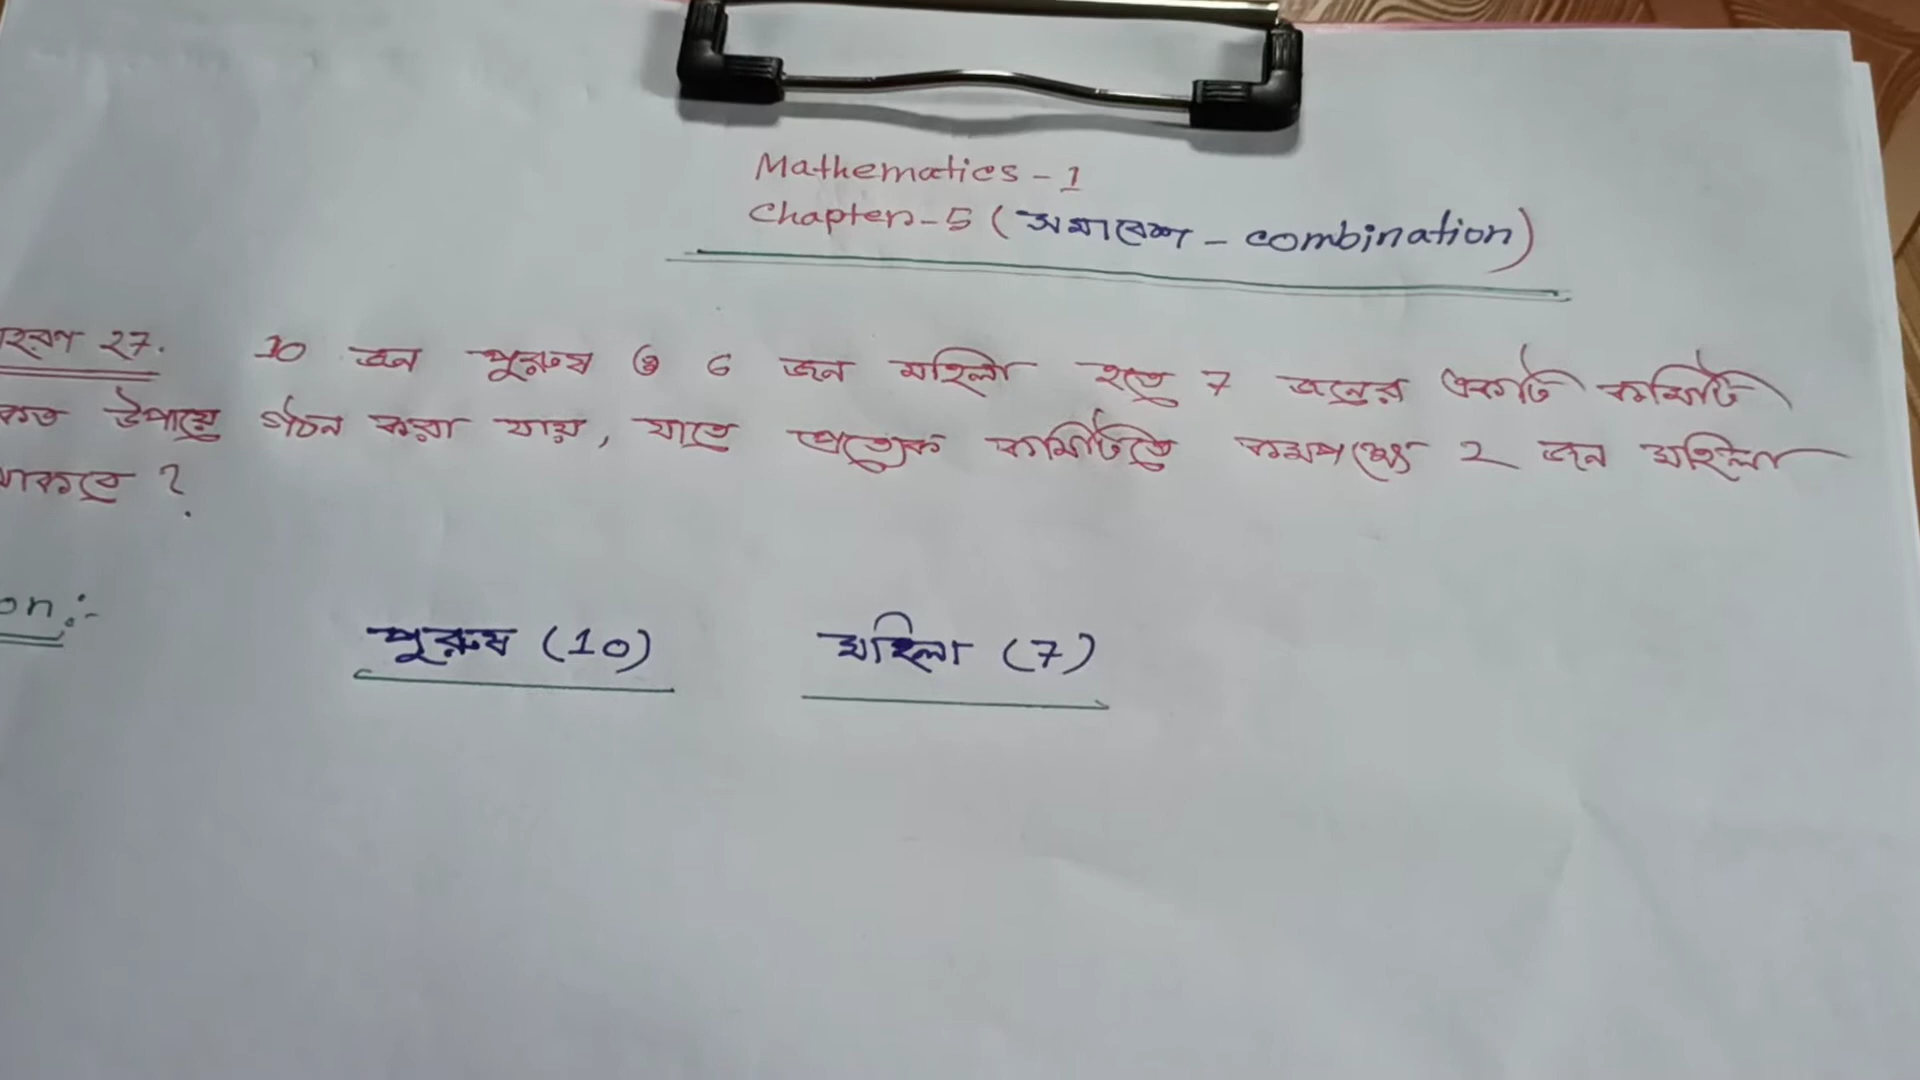 Mathematics - 1
Chapter-5 (সমাবেশ - combination)
হরণ 27. 10 জন পুরুষ ও 6 জন মহিলা হতে 7 জনের একটি কমিটি
কত উপায়ে গঠন করা যায়, যাতে প্রত্যেক কমিটিতে কমপক্ষে 2 জন মহিলা
থাকবে ?
on:-
পুরুষ (10) মহিলা (7)